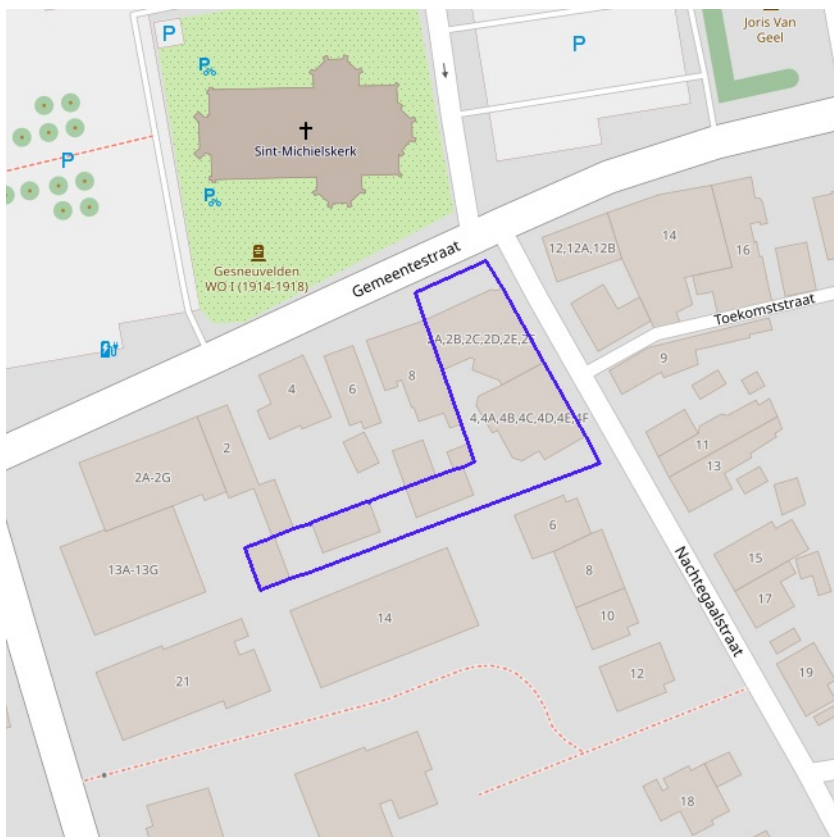 P
P
P
Joris Van
Geel
Sint-Michielskerk
P
P
12,12A,12B
14
16
Gesneuvelden
WO I (1914-1918)
Gemeentestraat
Toekomststraat
2A,2B,2C,2D,2E,2F
9
4
6
8
4,4A,4B,4C,4D,4E,4F
2
11
13
2A-2G
6
8
13A-13G
15
17
10
14
Nachtegaalstraat
12
19
21
18